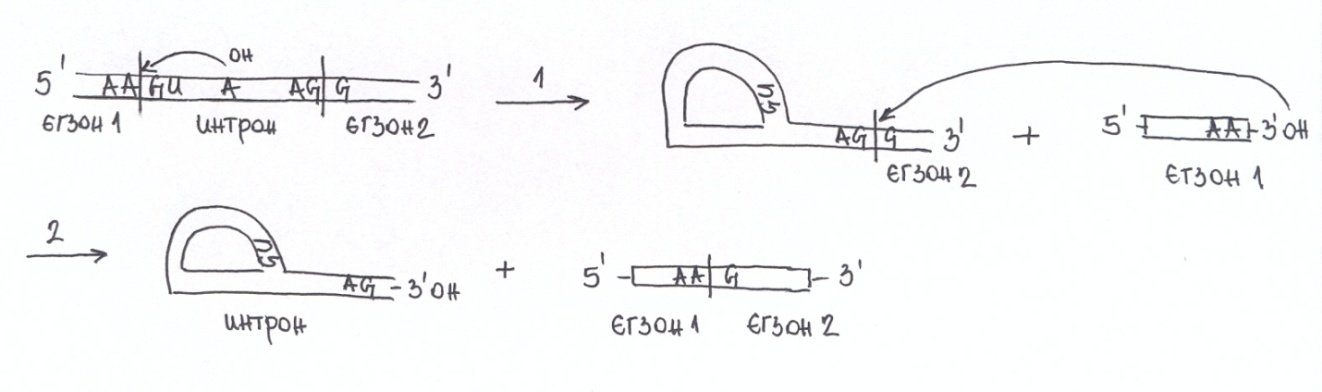 5' AA GU A AG G 3'
OH
ЕГЗОН 1 ИНТРОН ЕГЗОН 2
1
GU AG G 3' + 5' AA 3'OH
ЕГЗОН 2 ЕГЗОН 1
2
GU AG 3'OH + 5' AA G 3'
ИНТРОН ЕГЗОН 1 ЕГЗОН 2